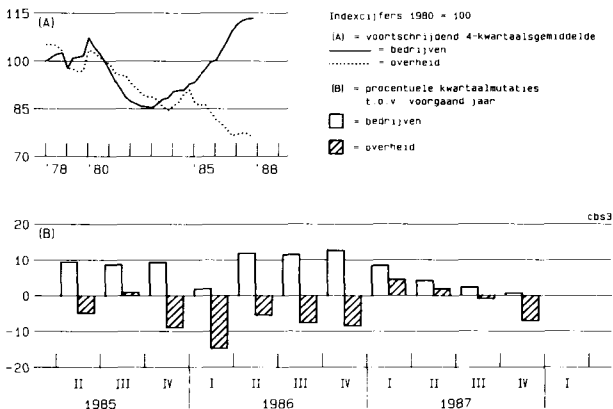 115
(A)
100
85
70
'78
'80
'85
'88
Indexcijfers 1980 = 100
(A) = voortschrijdend 4-kwartaalsgemiddelde
= bedrijven
= overheid
(B) = procentuele kwartaalmutaties
t.o.v voorgaand jaar
= bedrijven
= overheid
cbs3
20
(B)
10
0
-10
-20
II III IV I II III IV I II III IV I
1985 1986 1987